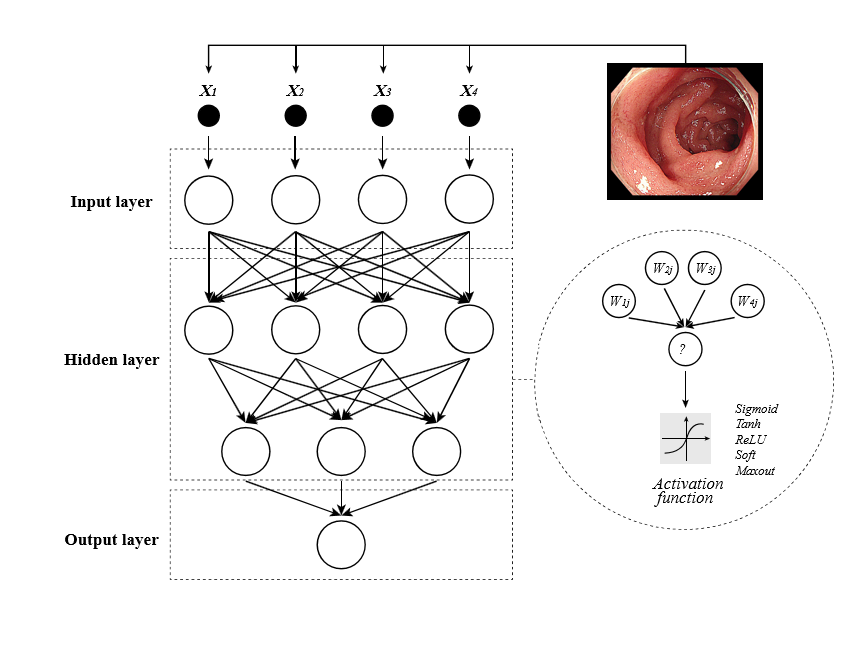 X1 X2 X3 X4
Input layer
W2j W3j
W1j W4j
?
Hidden layer
Sigmoid
Tanh
ReLU
Soft
Maxout
Activation
function
Output layer